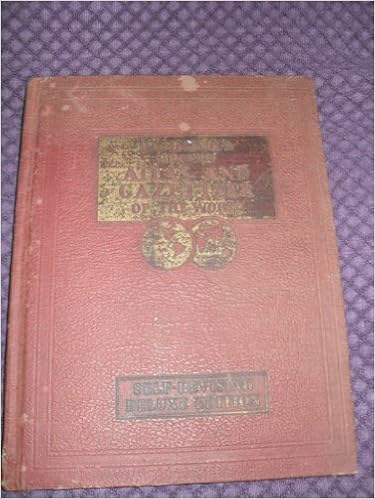 ATLAS AND
GAZETTEER
OF THE WORLD
SELF-REVISING
DELUXE EDITION